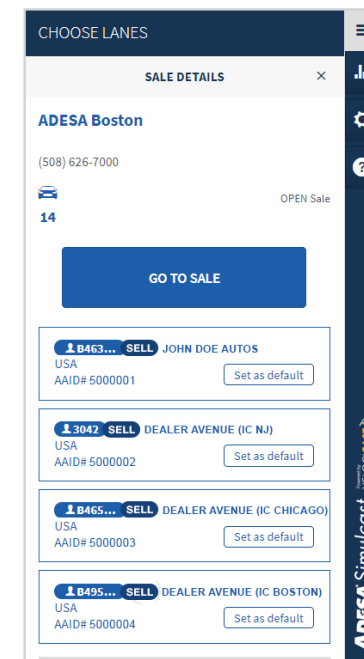 CHOOSE LANES
SALE DETAILS ×
ADESA Boston
(508) 626-7000
OPEN Sale
14
GO TO SALE
B463... SELL JOHN DOE AUTOS
USA
AAID# 5000001 Set as default
3042 SELL DEALER AVENUE (IC NJ)
USA
AAID# 5000002 Set as default
B465... SELL DEALER AVENUE (IC CHICAGO)
USA
AAID# 5000003 Set as default
B495... SELL DEALER AVENUE (IC BOSTON)
USA
AAID# 5000004 Set as default
ADESA Simulcast